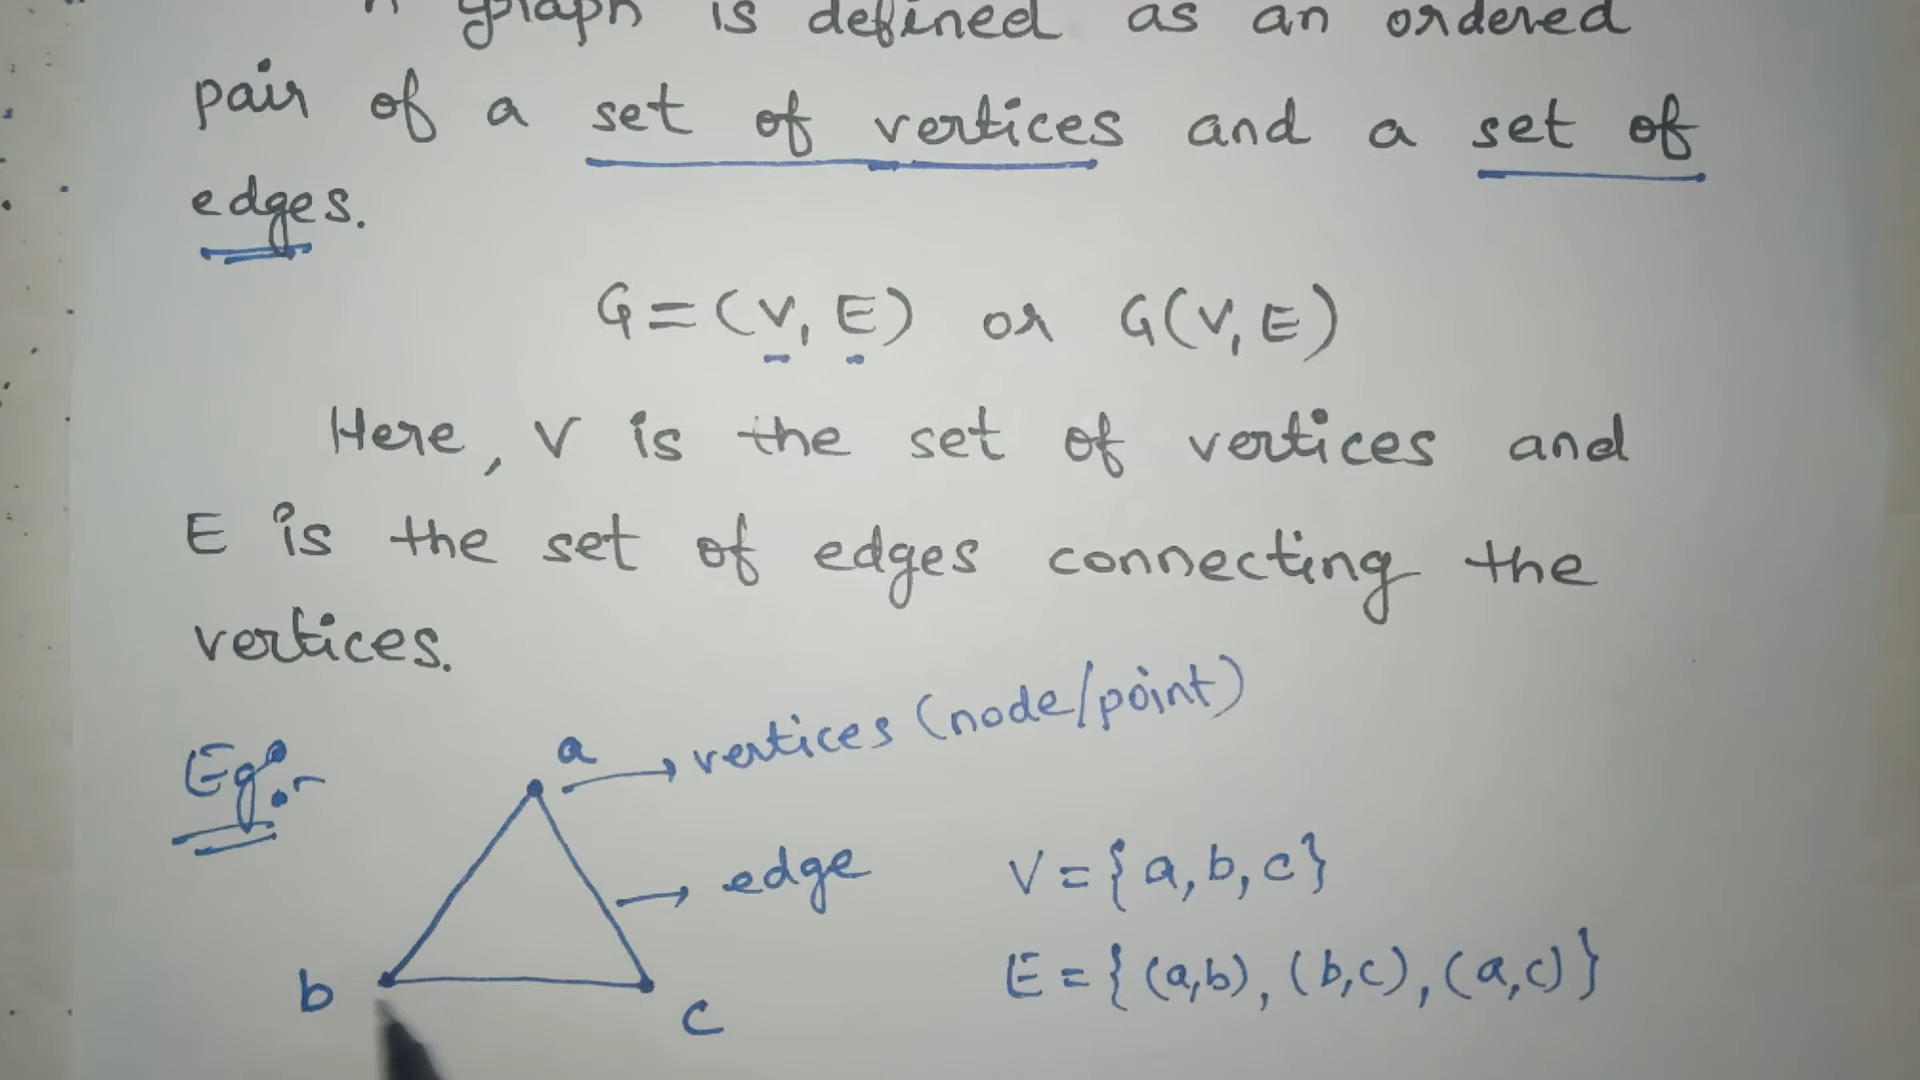 graph is defined as an ordered
pair of a set of vertices and a set of
edges.
G = (V, E) or G(V, E)
Here, V is the set of vertices and
E is the set of edges connecting the
vertices.
Eg:-
a → vertices (node/point)
→ edge
b
c
V = {a, b, c}
E = {(a,b), (b,c), (a,c)}